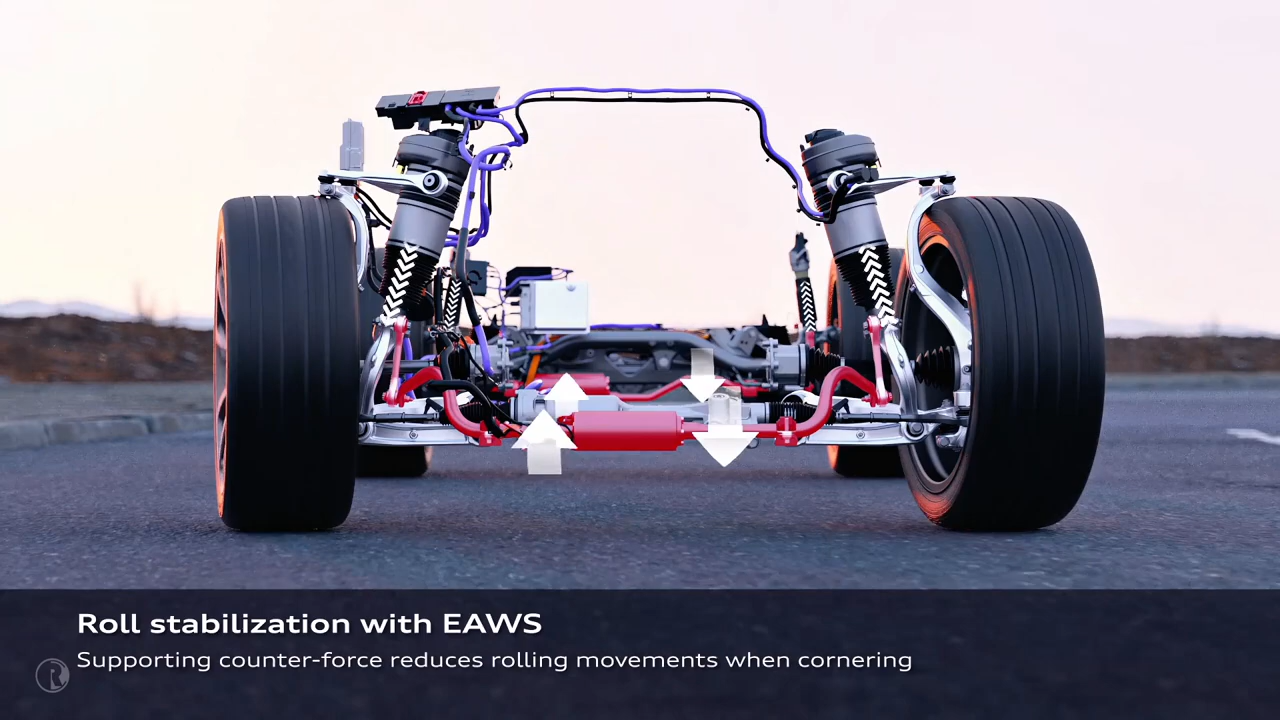 Roll stabilization with EAWS
Supporting counter-force reduces rolling movements when cornering
R